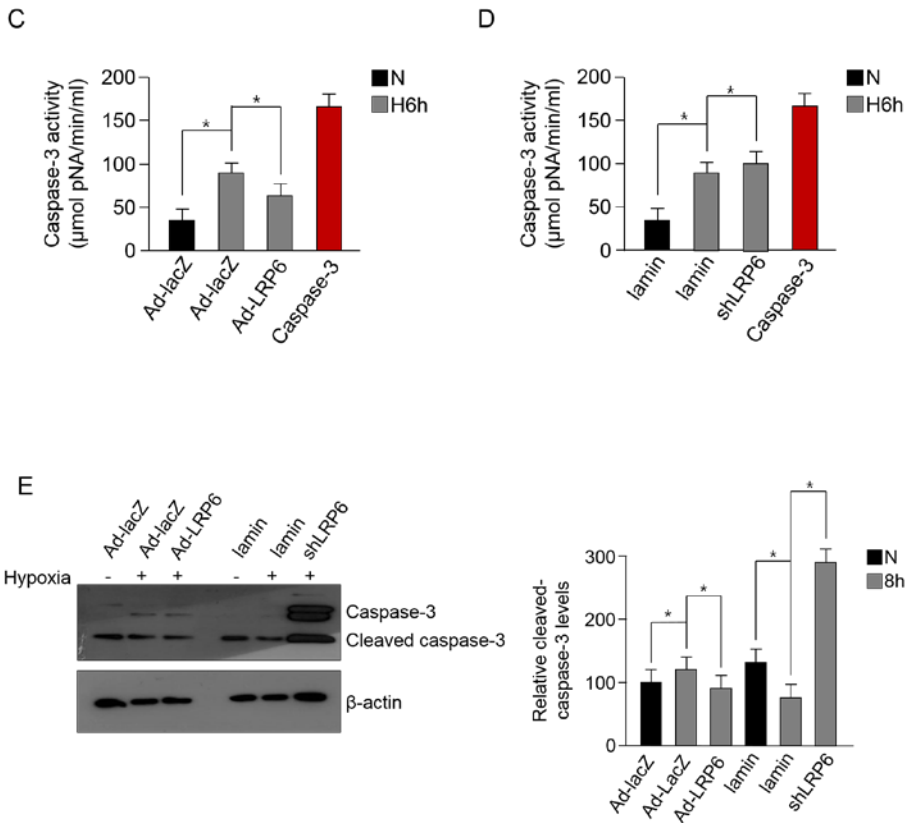 C
Caspase-3 activity
(µmol pNA/min/ml)
200
150
100
50
0
*
*
N
H6h
Ad-lacZ
Ad-lacZ
Ad-LRP6
Caspase-3
D
Caspase-3 activity
(µmol pNA/min/ml)
200
150
100
50
0
*
*
N
H6h
lamin
lamin
shLRP6
Caspase-3
E
Ad-lacZ
Ad-lacZ
Ad-LRP6
lamin
lamin
shLRP6
Hypoxia - + + - + +
Caspase-3
Cleaved caspase-3
β-actin
Relative cleaved-
caspase-3 levels
300
200
100
0
*
*
*
*
N
8h
Ad-lacZ
Ad-LacZ
Ad-LRP6
lamin
lamin
shLRP6